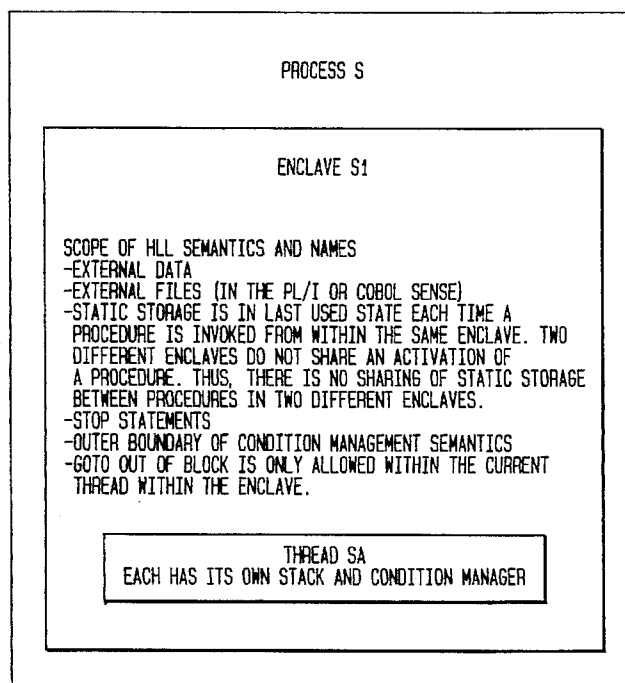 PROCESS S
ENCLAVE S1
SCOPE OF HLL SEMANTICS AND NAMES
-EXTERNAL DATA
-EXTERNAL FILES (IN THE PL/I OR COBOL SENSE)
-STATIC STORAGE IS IN LAST USED STATE EACH TIME A
PROCEDURE IS INVOKED FROM WITHIN THE SAME ENCLAVE. TWO
DIFFERENT ENCLAVES DO NOT SHARE AN ACTIVATION OF
A PROCEDURE. THUS, THERE IS NO SHARING OF STATIC STORAGE
BETWEEN PROCEDURES IN TWO DIFFERENT ENCLAVES.
-STOP STATEMENTS
-OUTER BOUNDARY OF CONDITION MANAGEMENT SEMANTICS
-GOTO OUT OF BLOCK IS ONLY ALLOWED WITHIN THE CURRENT
THREAD WITHIN THE ENCLAVE.
THREAD SA
EACH HAS ITS OWN STACK AND CONDITION MANAGER